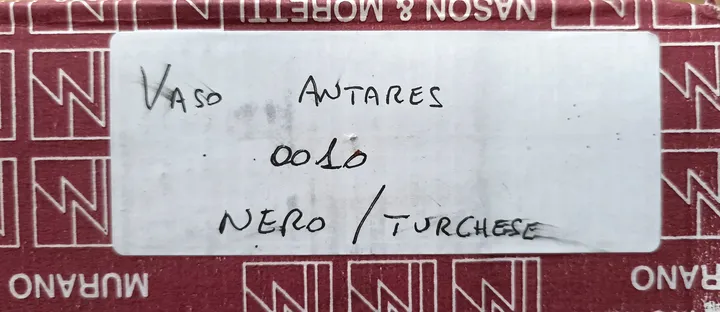 NASON & MORETTI
VASO ANTARES
0010
NERO / TURCHESE
MURANO
MURANO